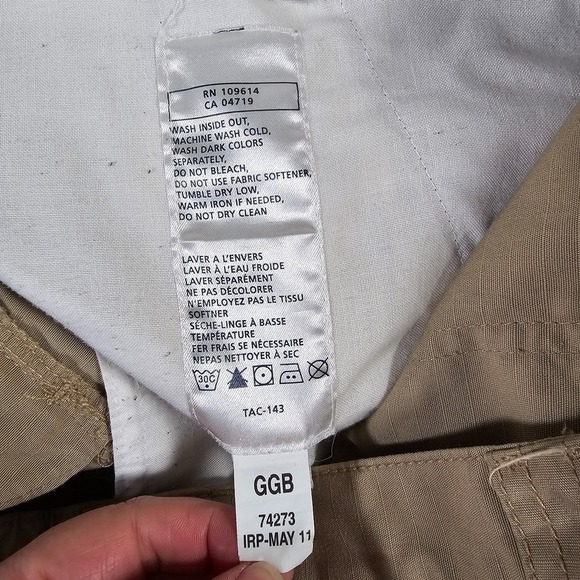 RN 109614
CA 04719
WASH INSIDE OUT,
MACHINE WASH COLD,
WASH DARK COLORS
SEPARATELY,
DO NOT BLEACH,
DO NOT USE FABRIC SOFTENER,
TUMBLE DRY LOW,
WARM IRON IF NEEDED,
DO NOT DRY CLEAN
LAVER A L'ENVERS
LAVER À L'EAU FROIDE
LAVER SÉPARÉMENT
NE PAS DÉCOLORER
N'EMPLOYEZ PAS LE TISSU
SOFTNER
SÈCHE-LINGE À BASSE
TEMPÉRATURE
FER FRAIS SE NÉCESSAIRE
NEPAS NETTOYER À SEC
30C
TAC-143
GGB
74273
IRP-MAY 11